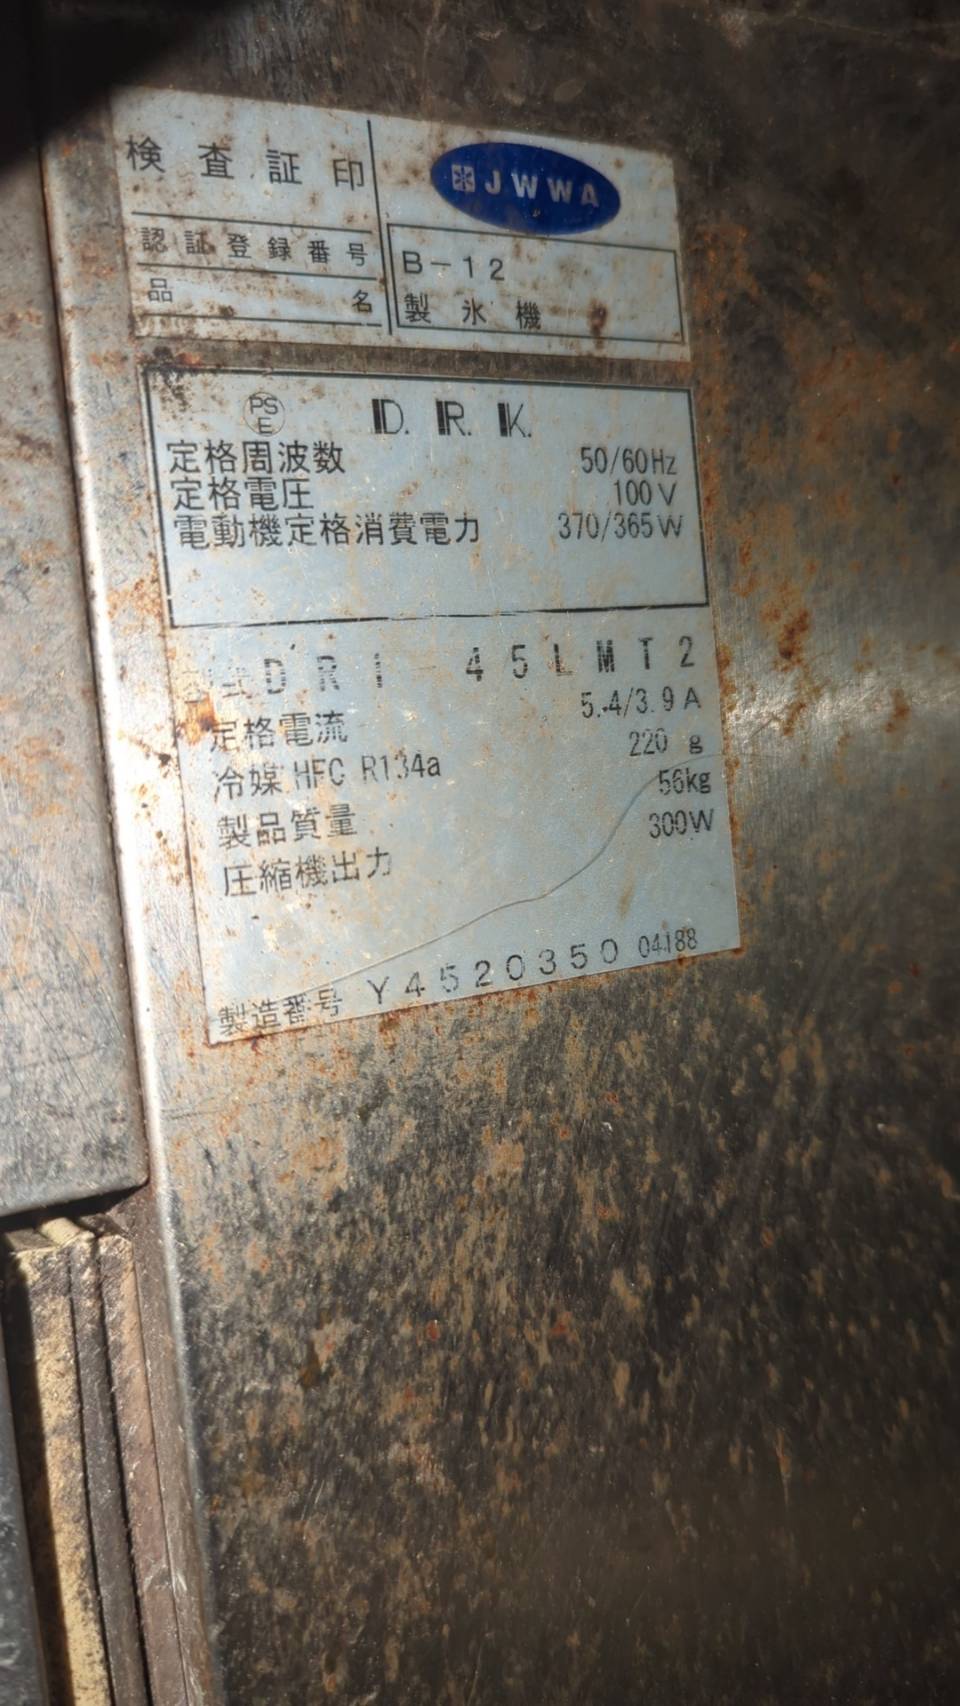 検査証印
JWWA
認証登録番号 B-12
品名 製氷機
PS E D.R.K.
定格周波数 50/60Hz
定格電圧 100V
電動機定格消費電力 370/365W
型式 DRI-45LMT2
定格電流 5.4/3.9A
冷媒 HFC R134a 220g
製品質量 56kg
圧縮機出力 300W
製造番号 Y4520350